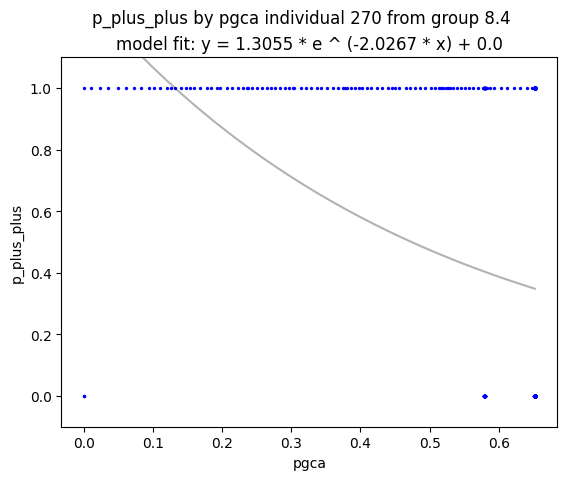 p_plus_plus by pgca individual 270 from group 8.4
model fit: y = 1.3055 * e ^ (-2.0267 * x) + 0.0
1.0
0.8
0.6
0.4
0.2
0.0
p_plus_plus
0.0 0.1 0.2 0.3 0.4 0.5 0.6
pgca